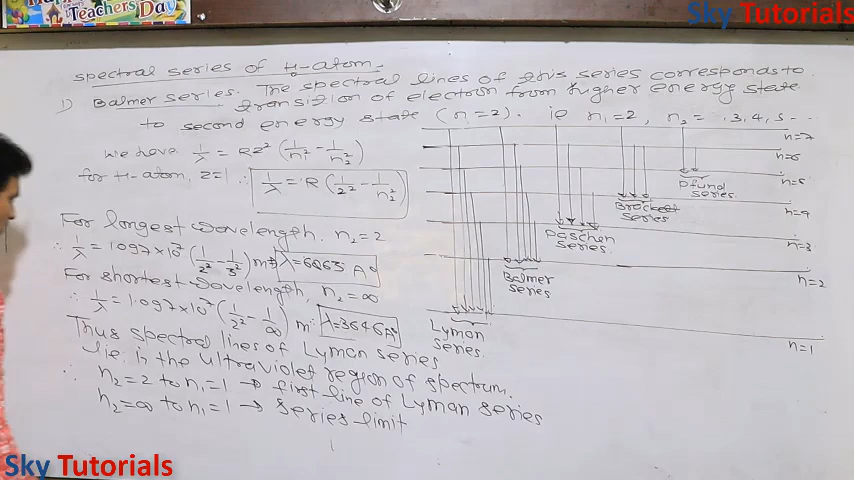 Teachers Day
Sky Tutorials
spectral series of H-atom.
1) Balmer series. The spectral lines of this series corresponds to
transition of electron from higher energy state
to second energy state (n=2). ie n₁=2, n₂= 3,4,5---
we have 1/λ = RZ² (1/n₁² - 1/n₂²)
for H-atom, Z=1 ∴ 1/λ = R (1/2² - 1/n₂²)
For longest wavelength, n₂=2
∴ 1/λ = 1.097×10⁷ (1/2² - 1/3²) m λ=6563 A°
For shortest wavelength, n₂=∞
∴ 1/λ = 1.097×10⁷ (1/2² - 1/∞) m λ=3646A°
Thus spectral lines of Lyman series
lie in the ultraviolet region of spectrum.
∴ n₂=2 to n₁=1 → first line of Lyman series
n₂=∞ to n₁=1 → series limit
n=7
n=6
n=5
Pfund
series.
n=4
Brocket
series
n=3
Paschen
series.
n=2
Balmer
series
n=1
Lyman
series.
Sky Tutorials